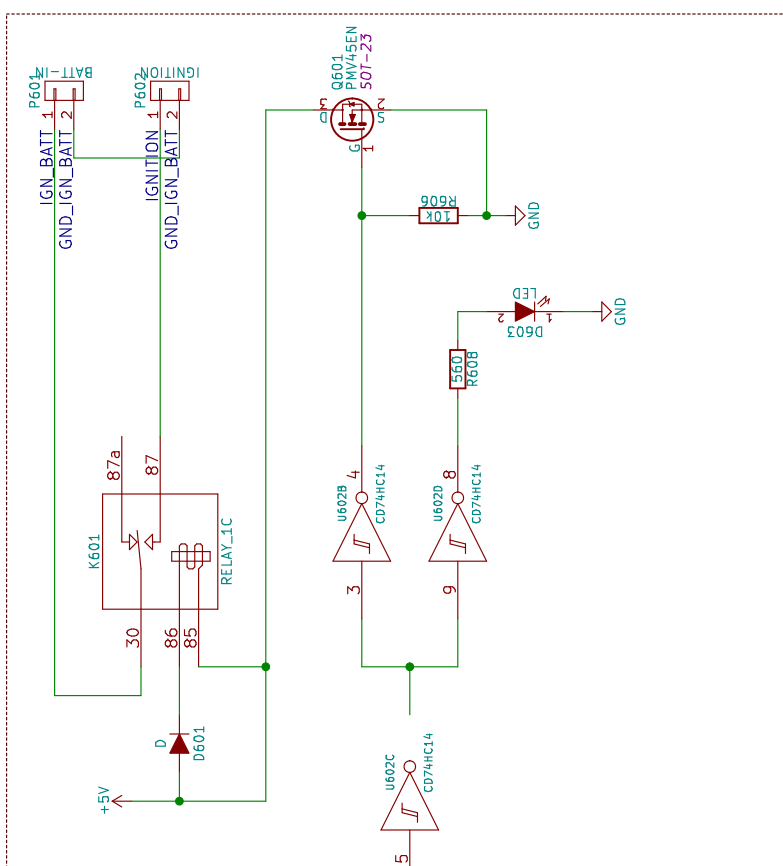 P601
BATT-IN
1
2
IGN_BATT
GND_IGN_BATT
P602
IGNITION
1
2
IGNITION
GND_IGN_BATT
Q601
PMV45EN
SOT-23
3
D
2
S
G
1
R606
10k
GND
LED
2
1
D603
GND
560
R608
87a
87
K601
RELAY_1C
30
86
85
4
U602B
CD74HC14
3
8
U602D
CD74HC14
9
D
D601
+5V
U602C
CD74HC14
5